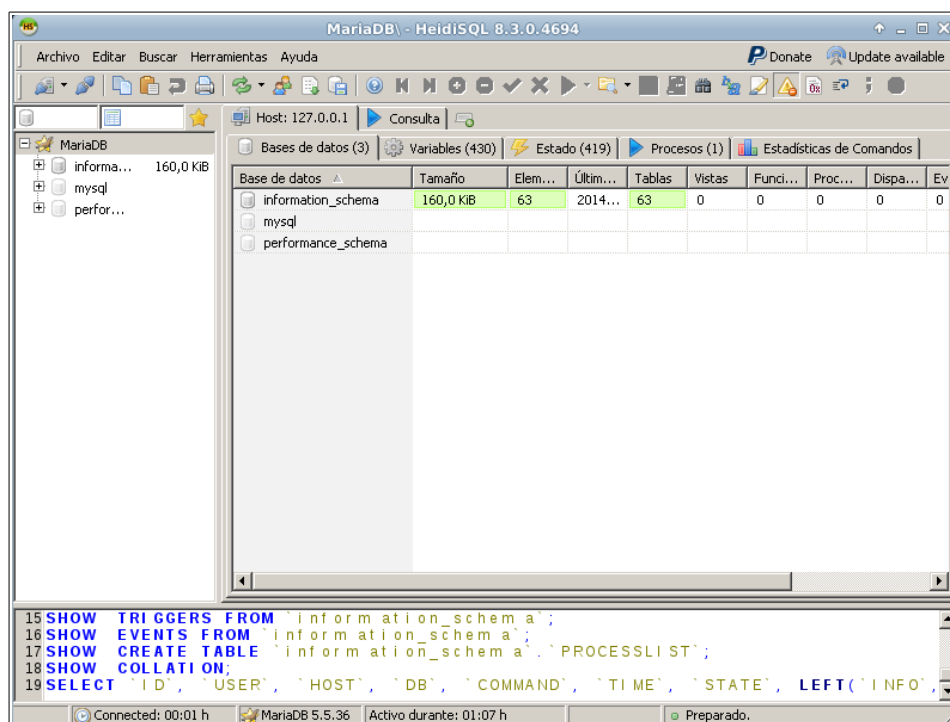 HS
MariaDB\ - HeidiSQL 8.3.0.4694
Archivo Editar Buscar Herramientas Ayuda
Donate
Update available
Host: 127.0.0.1
Consulta
MariaDB
informa... 160,0 KiB
mysql
perfor...
Bases de datos (3) Variables (430) Estado (419) Procesos (1) Estadísticas de Comandos
Base de datos Tamaño Elem... Últim... Tablas Vistas Funci... Proc... Dispa... Ev
information_schema 160,0 KiB 63 2014... 63 0 0 0 0 0
mysql
performance_schema
15 SHOW TRIGGERS FROM `information_schema`;
16 SHOW EVENTS FROM `information_schema`;
17 SHOW CREATE TABLE `information_schema`.`PROCESSLIST`;
18 SHOW COLLATION;
19 SELECT `ID`, `USER`, `HOST`, `DB`, `COMMAND`, `TIME`, `STATE`, LEFT(`INFO`,
Connected: 00:01 h MariaDB 5.5.36 Activo durante: 01:07 h Preparado.